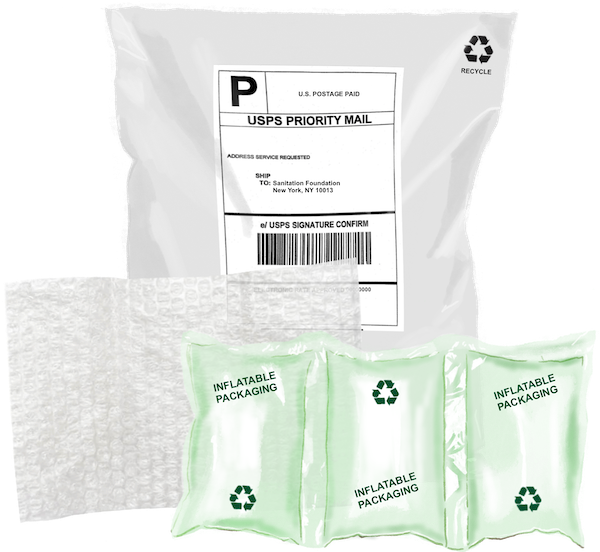 RECYCLE
P
U.S. POSTAGE PAID
USPS PRIORITY MAIL
ADDRESS SERVICE REQUESTED
SHIP
TO: Sanitation Foundation
New York, NY 10013
e/ USPS SIGNATURE CONFIRM
0000
INFLATABLE
PACKAGING
INFLATABLE
PACKAGING
INFLATABLE
PACKAGING